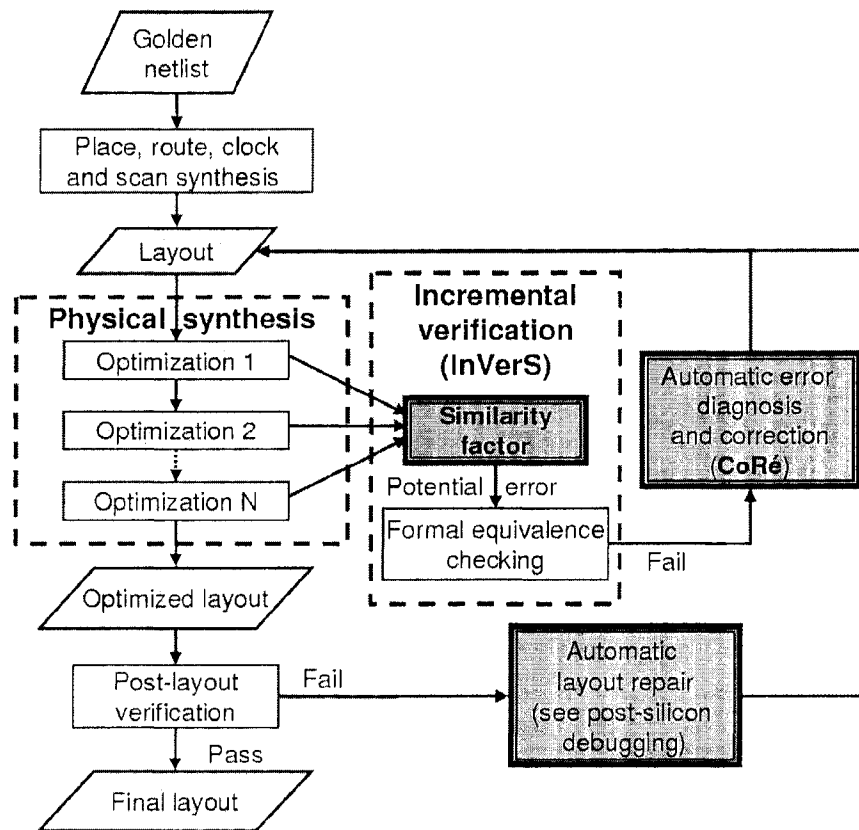 Golden
netlist
Place, route, clock
and scan synthesis
Layout
Physical synthesis
Optimization 1
Optimization 2
Optimization N
Incremental
verification
(InVerS)
Similarity
factor
Potential error
Formal equivalence
checking
Fail
Automatic error
diagnosis
and correction
(CoRé)
Optimized layout
Post-layout
verification
Fail
Automatic
layout repair
(see post-silicon
debugging)
Pass
Final layout